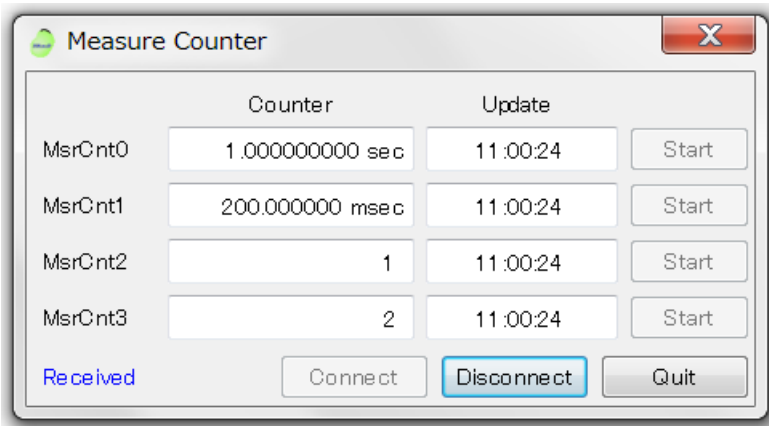 Measure Counter
Counter Update
MsrCnt0 1.000000000 sec 11:00:24 Start
MsrCnt1 200.000000 msec 11:00:24 Start
MsrCnt2 1 11:00:24 Start
MsrCnt3 2 11:00:24 Start
Received Connect Disconnect Quit